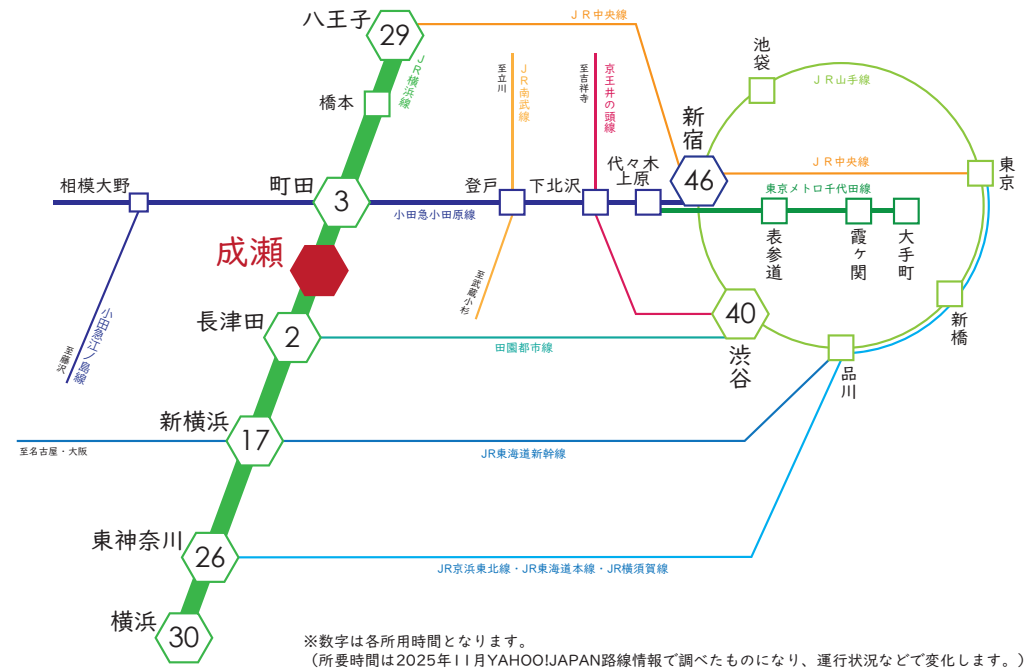 八王子
29
JR中央線
JR横浜線
橋本
至立川
JR南武線
至吉祥寺
京王井の頭線
池袋
JR山手線
新宿
46
JR中央線
東京
相模大野
町田
3
登戸
下北沢
代々木
上原
東京メトロ千代田線
小田急小田原線
表参道
霞ヶ関
大手町
成瀬
至武蔵小杉
小田急江ノ島線
至藤沢
長津田
2
田園都市線
40
渋谷
新橋
品川
新横浜
17
至名古屋・大阪
JR東海道新幹線
東神奈川
26
JR京浜東北線・JR東海道本線・JR横須賀線
横浜
30
※数字は各所用時間となります。
（所要時間は2025年11月YAHOO!JAPAN路線情報で調べたものになり、運行状況などで変化します。）